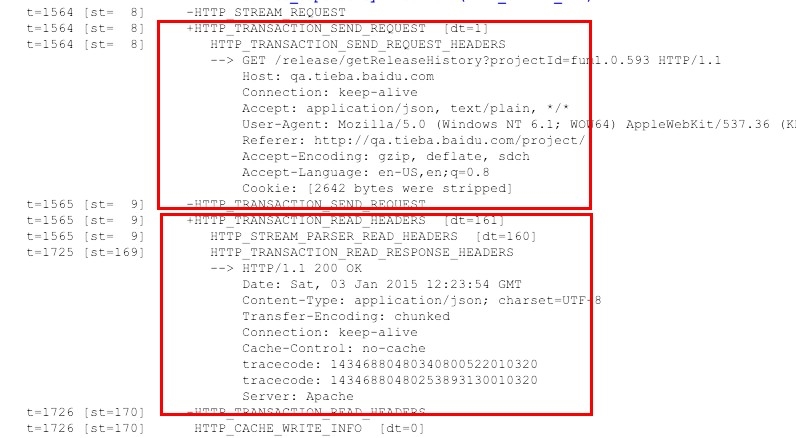 t=1564 [st=  8]     -HTTP_STREAM_REQUEST
t=1564 [st=  8]     +HTTP_TRANSACTION_SEND_REQUEST  [dt=1]
t=1564 [st=  8]        HTTP_TRANSACTION_SEND_REQUEST_HEADERS
--> GET /release/getReleaseHistory?projectId=fun1.0.593 HTTP/1.1
Host: qa.tieba.baidu.com
Connection: keep-alive
Accept: application/json, text/plain, */*
User-Agent: Mozilla/5.0 (Windows NT 6.1; WOW64) AppleWebKit/537.36
Referer: http://qa.tieba.baidu.com/project/
Accept-Encoding: gzip, deflate, sdch
Accept-Language: en-US,en;q=0.8
Cookie: [2642 bytes were stripped]
t=1565 [st=  9]     -HTTP_TRANSACTION_SEND_REQUEST
t=1565 [st=  9]     +HTTP_TRANSACTION_READ_HEADERS  [dt=161]
t=1565 [st=  9]        HTTP_STREAM_PARSER_READ_HEADERS  [dt=160]
t=1725 [st=169]        HTTP_TRANSACTION_READ_RESPONSE_HEADERS
--> HTTP/1.1 200 OK
Date: Sat, 03 Jan 2015 12:23:54 GMT
Content-Type: application/json; charset=UTF-8
Transfer-Encoding: chunked
Connection: keep-alive
Cache-Control: no-cache
tracecode: 14346880480340800522010320
tracecode: 14346880480253893130010320
Server: Apache
t=1726 [st=170]     -HTTP_TRANSACTION_READ_HEADERS
t=1726 [st=170]      HTTP_CACHE_WRITE_INFO  [dt=0]